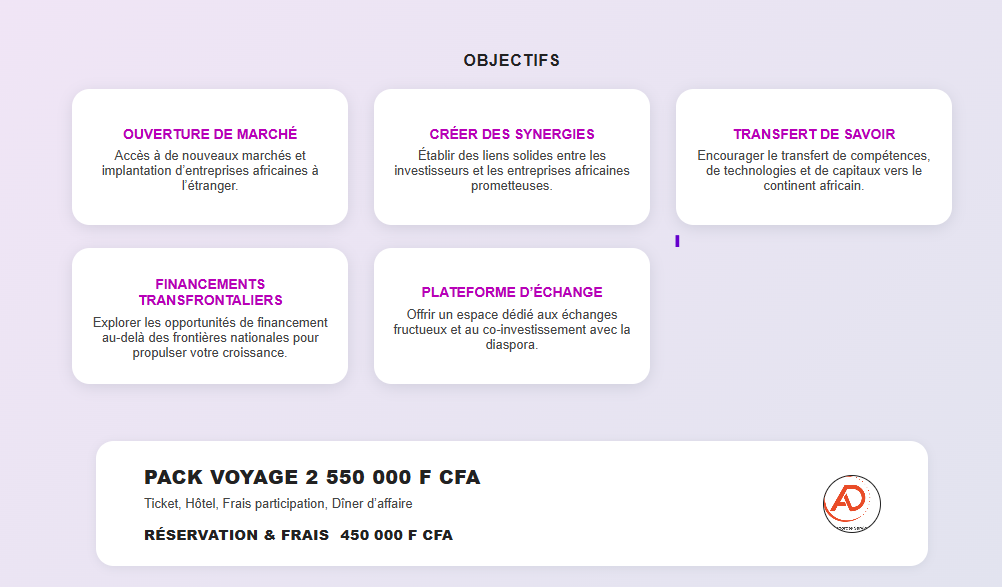 OBJECTIFS
OUVERTURE DE MARCHÉ
Accès à de nouveaux marchés et
implantation d’entreprises africaines à
l’étranger.
CRÉER DES SYNERGIES
Établir des liens solides entre les
investisseurs et les entreprises africaines
prometteuses.
TRANSFERT DE SAVOIR
Encourager le transfert de compétences,
de technologies et de capitaux vers le
continent africain.
FINANCEMENTS
TRANSFRONTALIERS
Explorer les opportunités de financement
au-delà des frontières nationales pour
propulser votre croissance.
PLATEFORME D’ÉCHANGE
Offrir un espace dédié aux échanges
fructueux et au co-investissement avec la
diaspora.
PACK VOYAGE 2 550 000 F CFA
Ticket, Hôtel, Frais participation, Dîner d’affaire
RÉSERVATION & FRAIS 450 000 F CFA
AD